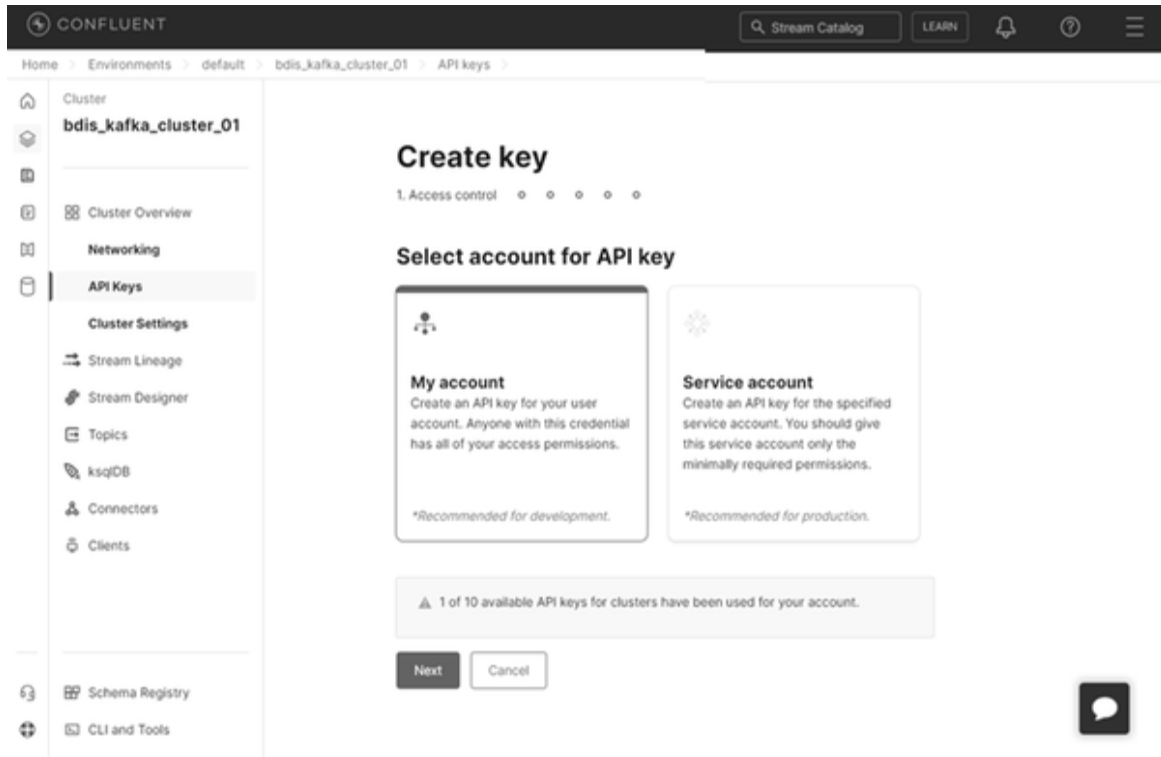 CONFLUENT
Stream Catalog
LEARN
Home > Environments > default > bdis_kafka_cluster_01 > API keys >
Cluster
bdis_kafka_cluster_01
Cluster Overview
Networking
API Keys
Cluster Settings
Stream Lineage
Stream Designer
Topics
ksqlDB
Connectors
Clients
Schema Registry
CLI and Tools
Create key
1. Access control
Select account for API key
My account
Create an API key for your user
account. Anyone with this credential
has all of your access permissions.
*Recommended for development.
Service account
Create an API key for the specified
service account. You should give
this service account only the
minimally required permissions.
*Recommended for production.
1 of 10 available API keys for clusters have been used for your account.
Next
Cancel